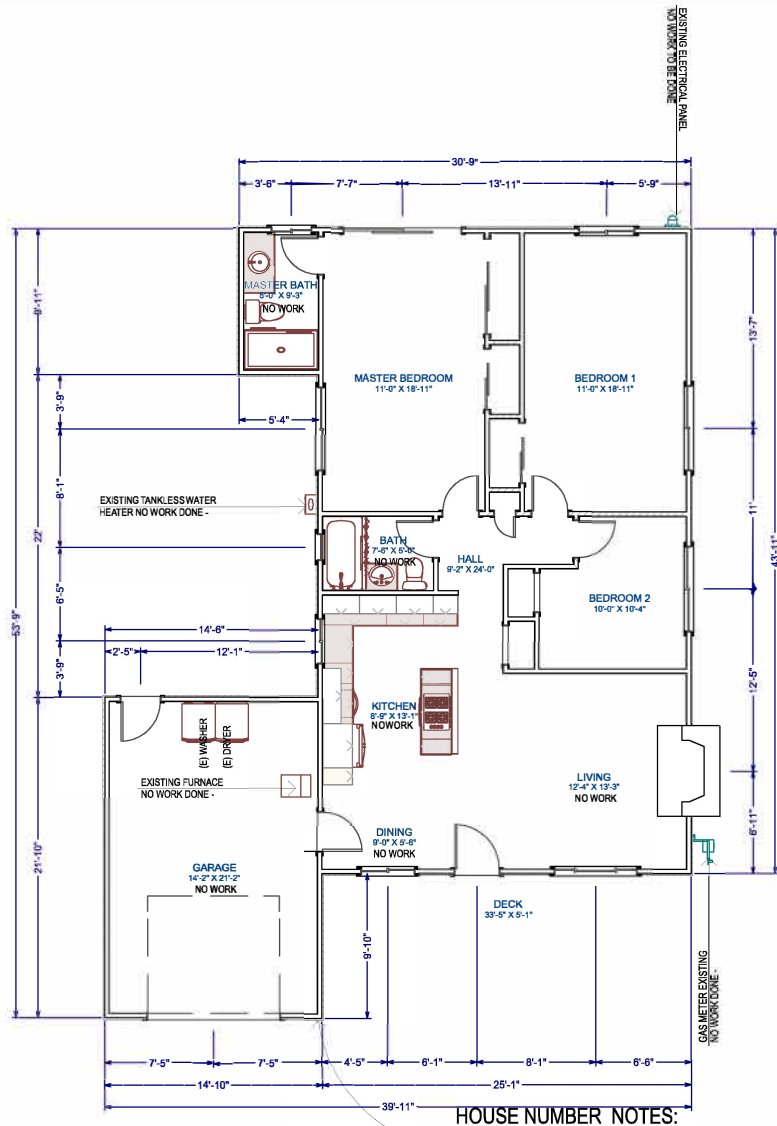 EXISTING ELECTRICAL PANEL
NO WORK TO BE DONE
30'-9"
3'-6"
7'-7"
13'-11"
5'-9"
MASTER BATH
NO WORK
9'-11"
13'-7"
MASTER BEDROOM
11'-0" X 18'-11"
BEDROOM 1
11'-0" X 18'-11"
3'-9"
5'-4"
8'-1"
EXISTING TANKLESS WATER
HEATER NO WORK DONE -
22'
11'
43'-11"
BATH
7'-6" X 5'-0"
NO WORK
HALL
9'-2" X 24'-0"
BEDROOM 2
10'-0" X 10'-4"
6'-5"
53'-9"
14'-6"
2'-5"
12'-1"
3'-9"
12'-5"
KITCHEN
8'-9" X 13'-1"
NO WORK
(E) WASHER
(E) DRYER
EXISTING FURNACE
NO WORK DONE -
LIVING
12'-4" X 13'-3"
NO WORK
6'-11"
DINING
9'-0" X 5'-6"
NO WORK
21'-10"
GARAGE
14'-2" X 21'-2"
NO WORK
DECK
33'-5" X 5'-1"
9'-10"
GAS METER EXISTING
NO WORK DONE -
7'-5"
7'-5"
4'-5"
6'-1"
8'-1"
6'-6"
14'-10"
25'-1"
39'-11"
HOUSE NUMBER NOTES: